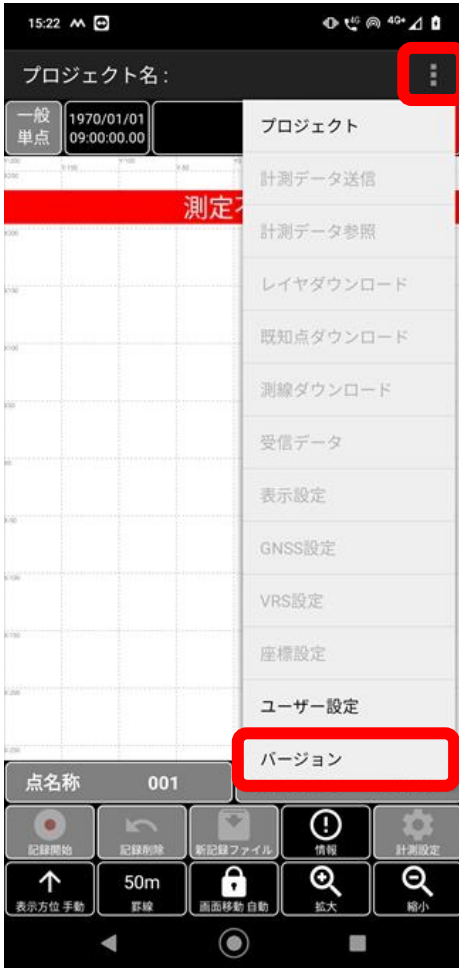 15:22
4G
4G+
プロジェクト名 :
一般
単点
1970/01/01
09:00:00.00
プロジェクト
計測データ送信
測定
計測データ参照
レイヤダウンロード
既知点ダウンロード
測線ダウンロード
受信データ
表示設定
GNSS設定
VRS設定
座標設定
ユーザー設定
バージョン
点名称 001
記録開始
記録削除
新記録ファイル
情報
計測設定
表示方位 手動
50m
罫線
画面移動 自動
拡大
縮小